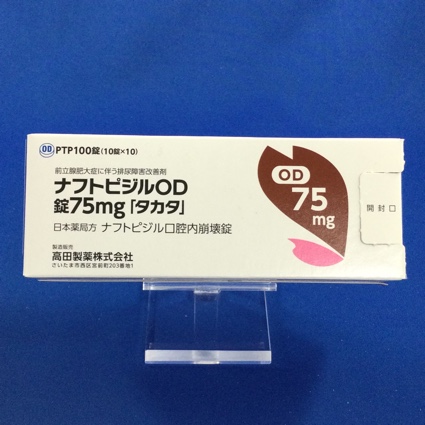 OD PTP100錠(10錠×10)
前立腺肥大症に伴う排尿障害改善剤
ナフトピジルOD
錠75mg「タカタ」
日本薬局方 ナフトピジル口腔内崩壊錠
製造販売
高田製薬株式会社
さいたま市西区宮前町203番地1
OD
75
mg
開封口